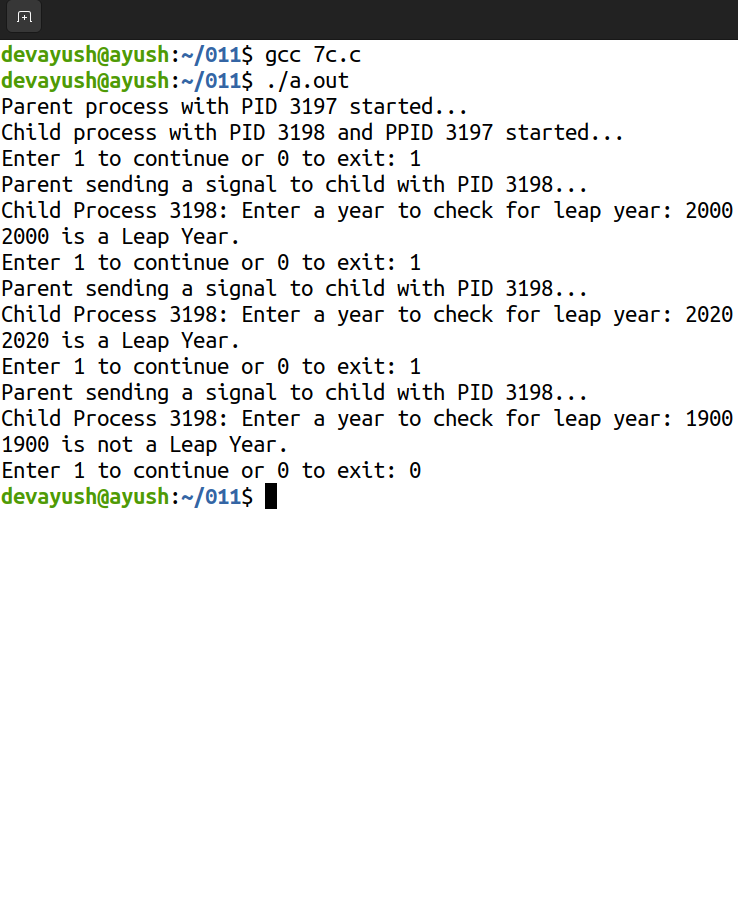 devayush@ayush:~/011$ gcc 7c.c
devayush@ayush:~/011$ ./a.out
Parent process with PID 3197 started...
Child process with PID 3198 and PPID 3197 started...
Enter 1 to continue or 0 to exit: 1
Parent sending a signal to child with PID 3198...
Child Process 3198: Enter a year to check for leap year: 2000
2000 is a Leap Year.
Enter 1 to continue or 0 to exit: 1
Parent sending a signal to child with PID 3198...
Child Process 3198: Enter a year to check for leap year: 2020
2020 is a Leap Year.
Enter 1 to continue or 0 to exit: 1
Parent sending a signal to child with PID 3198...
Child Process 3198: Enter a year to check for leap year: 1900
1900 is not a Leap Year.
Enter 1 to continue or 0 to exit: 0
devayush@ayush:~/011$